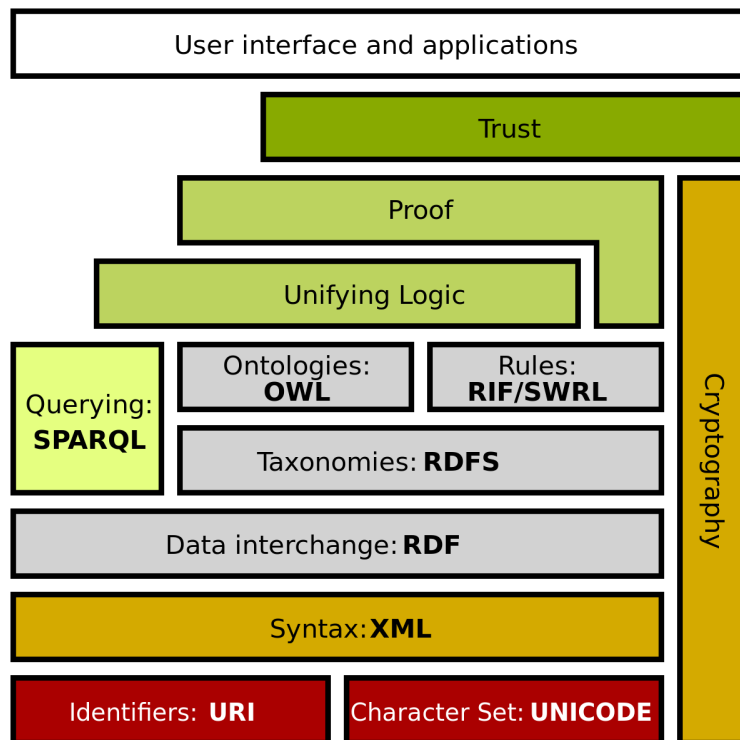 User interface and applications
Trust
Proof
Unifying Logic
Ontologies:
OWL
Rules:
RIF/SWRL
Querying:
SPARQL
Taxonomies: RDFS
Cryptography
Data interchange: RDF
Syntax: XML
Identifiers: URI
Character Set: UNICODE